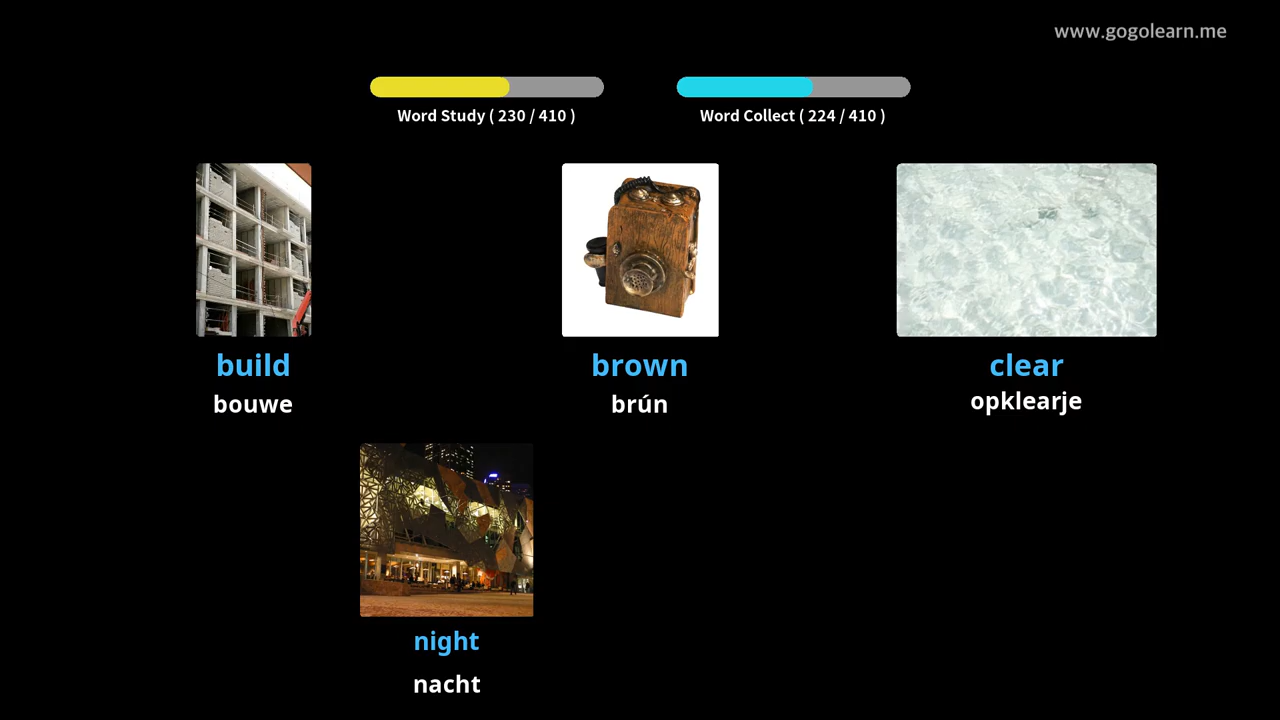 www.gogolearn.me
Word Study ( 230 / 410 )
Word Collect ( 224 / 410 )
build
bouwe
brown
brún
clear
opklearje
night
nacht